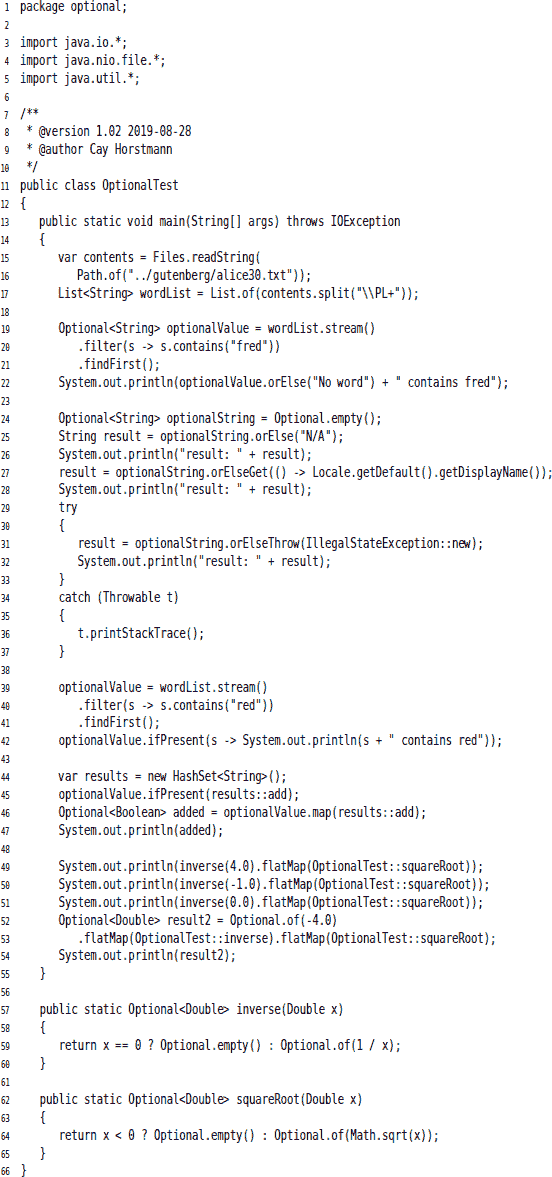 1 package optional;
2
3 import java.io.*;
4 import java.nio.file.*;
5 import java.util.*;
6
7 /**
8  * @version 1.02 2019-08-28
9  * @author Cay Horstmann
10  */
11 public class OptionalTest
12 {
13    public static void main(String[] args) throws IOException
14    {
15       var contents = Files.readString(
16          Path.of("../gutenberg/alice30.txt"));
17       List<String> wordList = List.of(contents.split("\\PL+"));
18
19       Optional<String> optionalValue = wordList.stream()
20          .filter(s -> s.contains("fred"))
21          .findFirst();
22       System.out.println(optionalValue.orElse("No word") + " contains fred");
23
24       Optional<String> optionalString = Optional.empty();
25       String result = optionalString.orElse("N/A");
26       System.out.println("result: " + result);
27       result = optionalString.orElseGet(() -> Locale.getDefault().getDisplayName());
28       System.out.println("result: " + result);
29       try
30       {
31          result = optionalString.orElseThrow(IllegalStateException::new);
32          System.out.println("result: " + result);
33       }
34       catch (Throwable t)
35       {
36          t.printStackTrace();
37       }
38
39       optionalValue = wordList.stream()
40          .filter(s -> s.contains("red"))
41          .findFirst();
42       optionalValue.ifPresent(s -> System.out.println(s + " contains red"));
43
44       var results = new HashSet<String>();
45       optionalValue.ifPresent(results::add);
46       Optional<Boolean> added = optionalValue.map(results::add);
47       System.out.println(added);
48
49       System.out.println(inverse(4.0).flatMap(OptionalTest::squareRoot));
50       System.out.println(inverse(-1.0).flatMap(OptionalTest::squareRoot));
51       System.out.println(inverse(0.0).flatMap(OptionalTest::squareRoot));
52       Optional<Double> result2 = Optional.of(-4.0)
53          .flatMap(OptionalTest::inverse).flatMap(OptionalTest::squareRoot);
54       System.out.println(result2);
55    }
56
57    public static Optional<Double> inverse(Double x)
58    {
59       return x == 0 ? Optional.empty() : Optional.of(1 / x);
60    }
61
62    public static Optional<Double> squareRoot(Double x)
63    {
64       return x < 0 ? Optional.empty() : Optional.of(Math.sqrt(x));
65    }
66 }